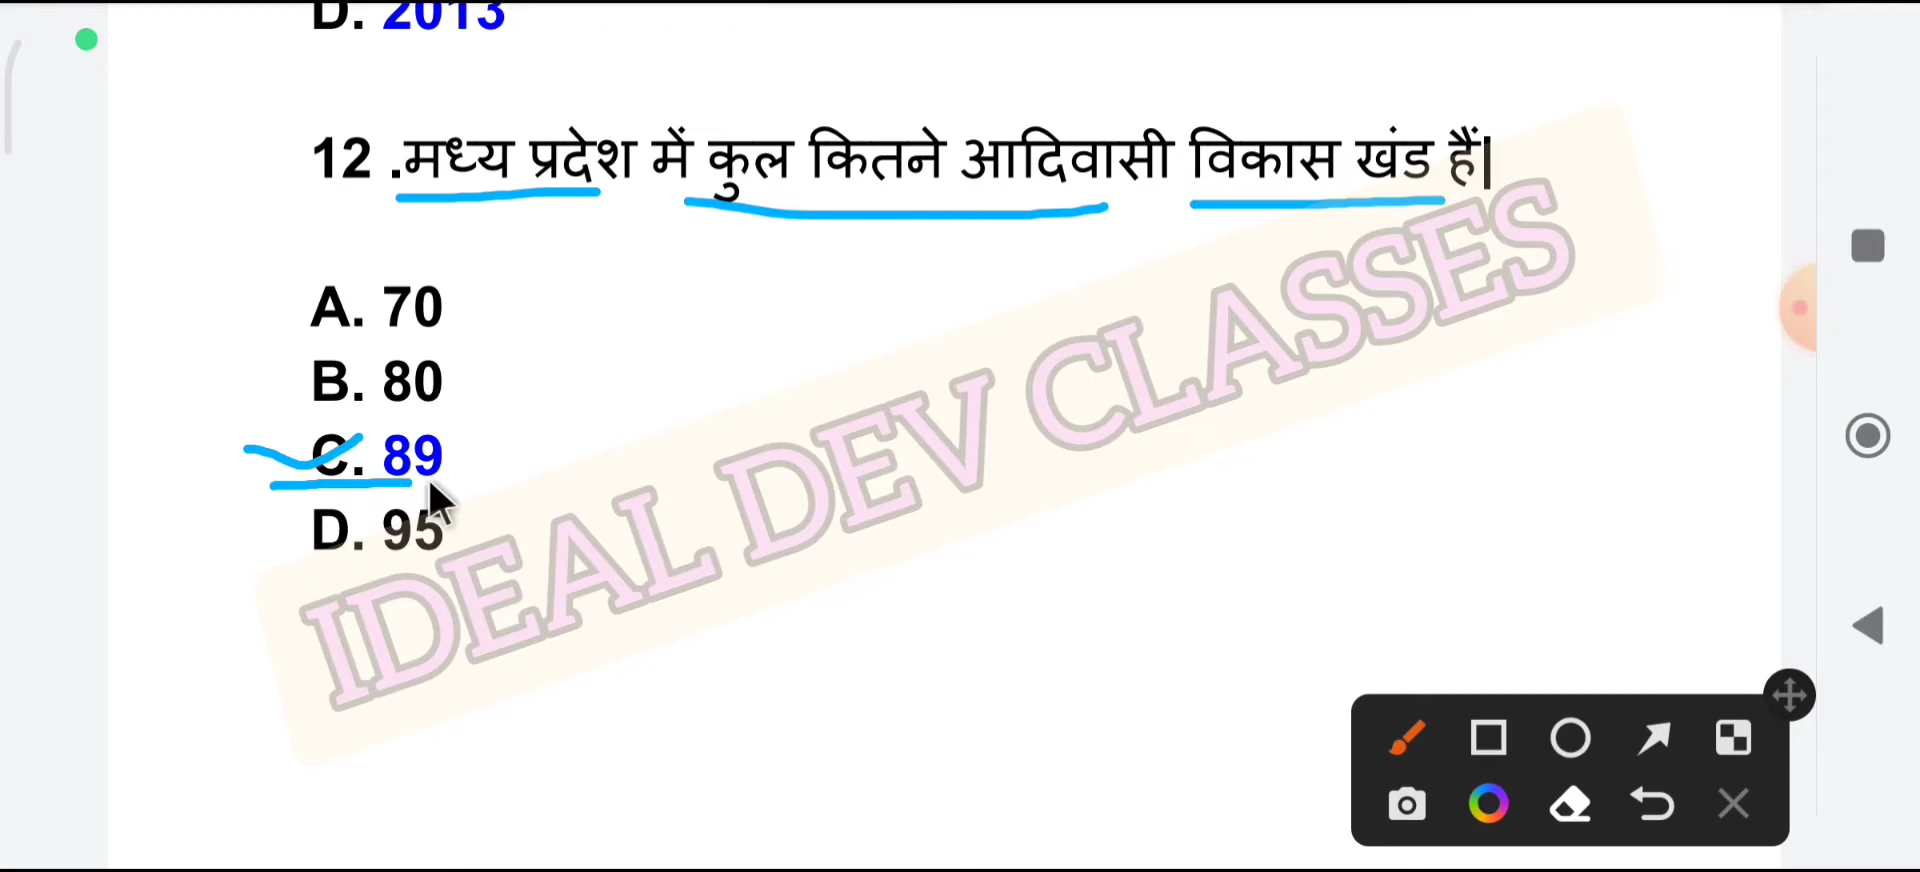 D. 2013
12 .मध्य प्रदेश में कुल कितने आदिवासी विकास खंड हैं|
A. 70
B. 80
C. 89
D. 95
IDEAL DEV CLASSES